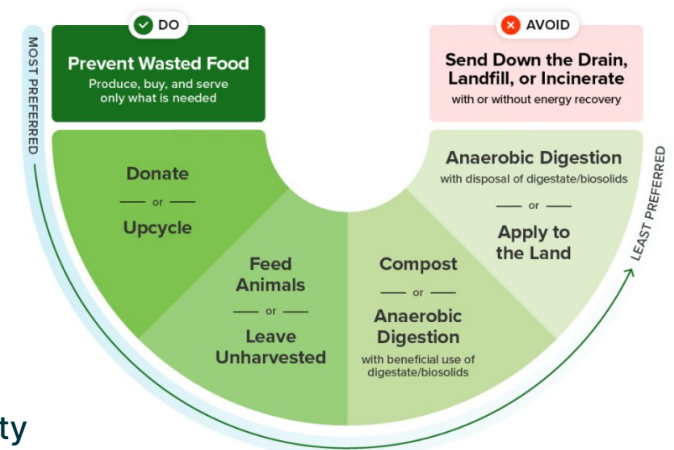 DO
MOST PREFERRED
Prevent Wasted Food
Produce, buy, and serve
only what is needed
Donate
or
Upcycle
Feed
Animals
or
Leave
Unharvested
Compost
or
Anaerobic
Digestion
with beneficial use of
digestate/biosolids
Anaerobic Digestion
with disposal of digestate/biosolids
or
Apply to
the Land
LEAST PREFERRED
AVOID
Send Down the Drain,
Landfill, or Incinerate
with or without energy recovery
ty